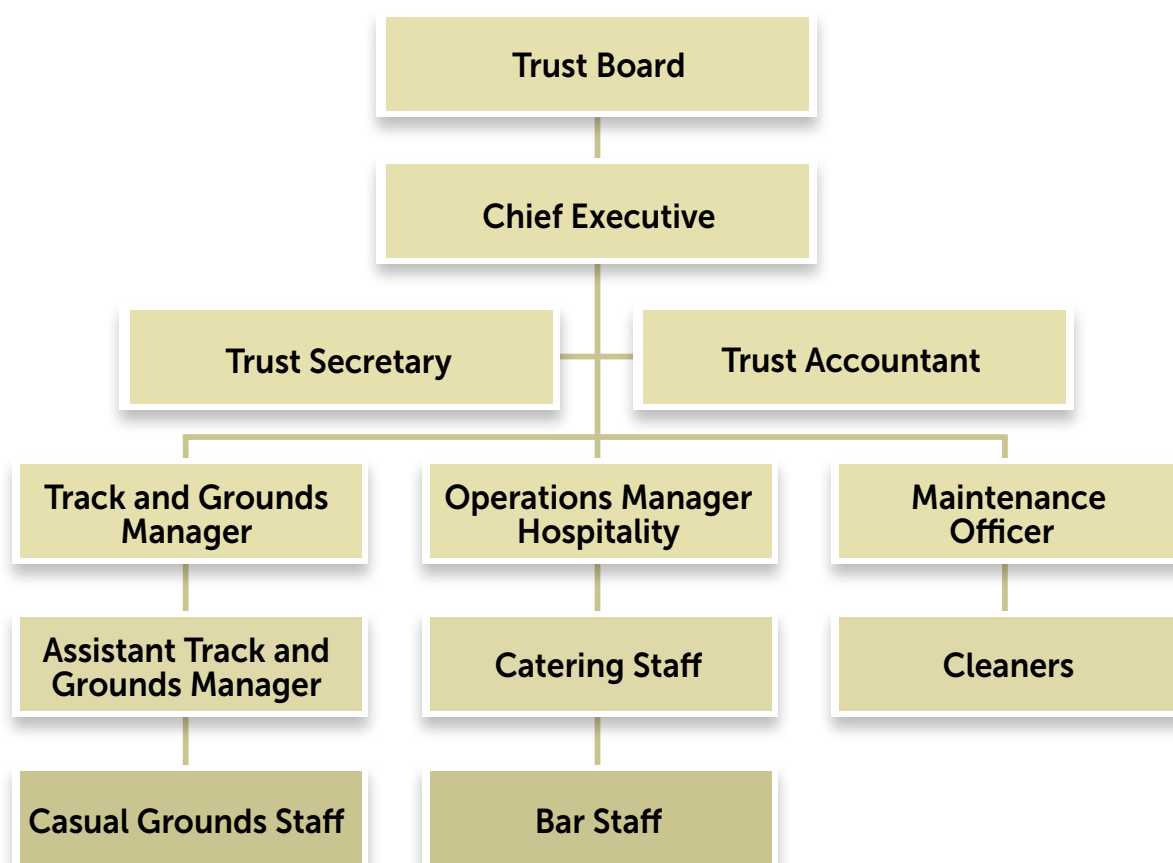 Trust Board
Chief Executive
Trust Secretary
Trust Accountant
Track and Grounds
Manager
Operations Manager
Hospitality
Maintenance
Officer
Assistant Track and
Grounds Manager
Catering Staff
Cleaners
Casual Grounds Staff
Bar Staff